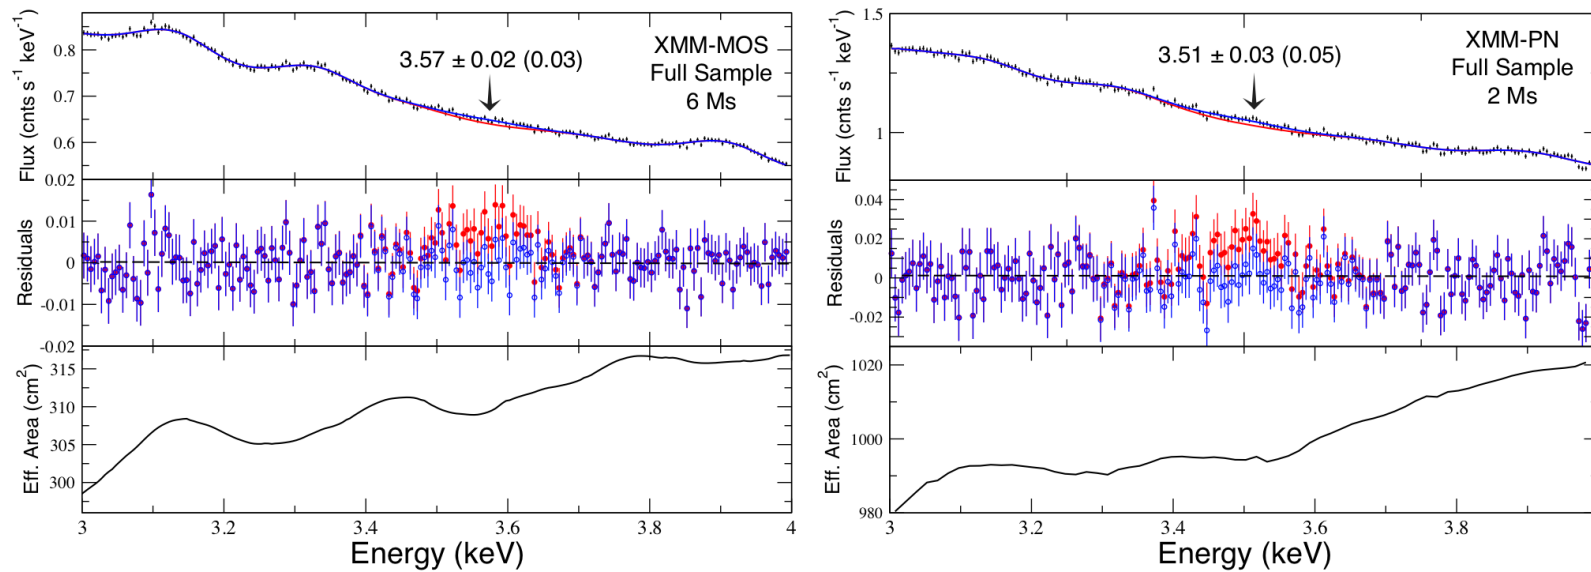 XMM-MOS
Full Sample
6 Ms
3.57 ± 0.02 (0.03)
Flux (cnts s⁻¹ keV⁻¹)
0.8
0.7
0.6
0.02
Residuals
0.01
0
-0.01
-0.02
Eff. Area (cm²)
315
310
305
300
3
3.2
3.4
3.6
3.8
4
Energy (keV)
XMM-PN
Full Sample
2 Ms
3.51 ± 0.03 (0.05)
Flux (cnts s⁻¹ keV⁻¹)
1.5
1
Residuals
0.04
0.02
0
-0.02
Eff. Area (cm²)
1020
1000
980
3
3.2
3.4
3.6
3.8
Energy (keV)